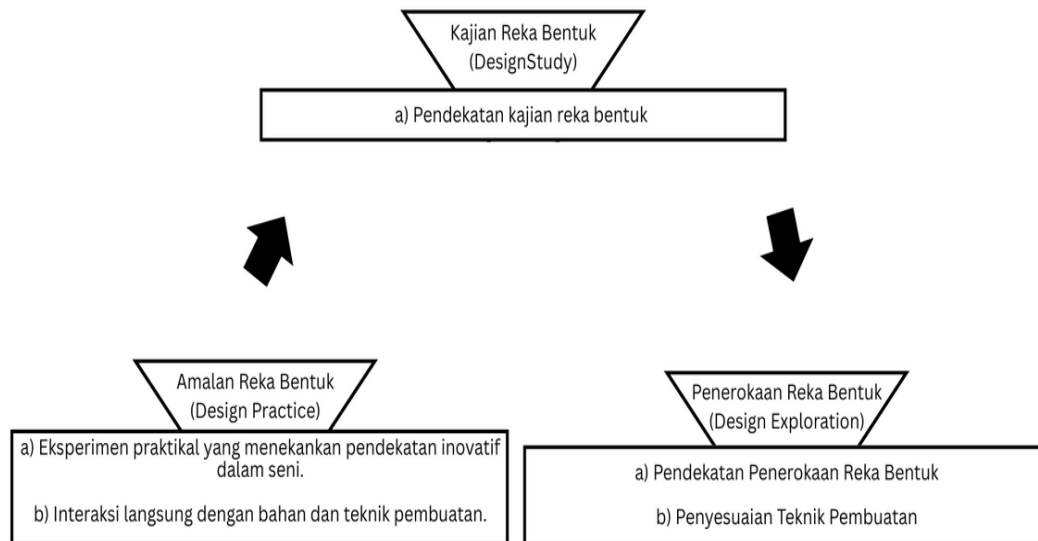 Kajian Reka Bentuk
(DesignStudy)
a) Pendekatan kajian reka bentuk
Amalan Reka Bentuk
(Design Practice)
a) Eksperimen praktikal yang menekankan pendekatan inovatif
dalam seni.
b) Interaksi langsung dengan bahan dan teknik pembuatan.
Penerokaan Reka Bentuk
(Design Exploration)
a) Pendekatan Penerokaan Reka Bentuk
b) Penyesuaian Teknik Pembuatan